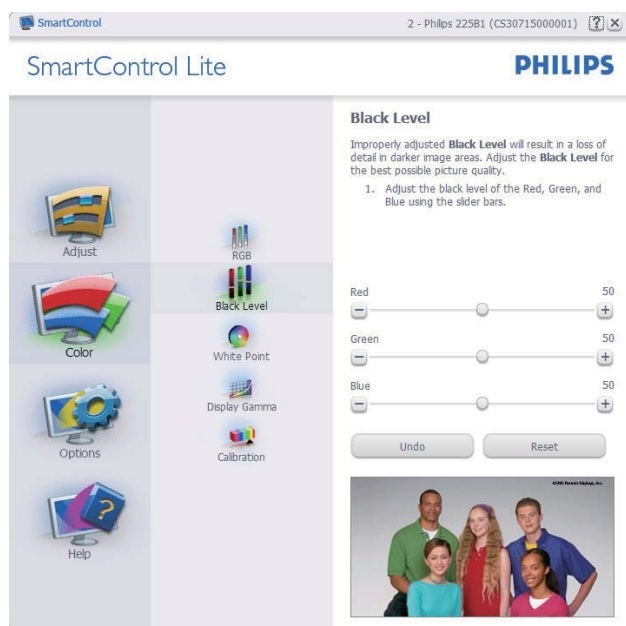 SmartControl
2 - Philips 225B1 (CS30715000001)
SmartControl Lite
PHILIPS
Adjust
Color
Options
Help
RGB
Black Level
White Point
Display Gamma
Calibration
Black Level
Improperly adjusted Black Level will result in a loss of
detail in darker image areas. Adjust the Black Level for
the best possible picture quality.
1. Adjust the black level of the Red, Green, and
Blue using the slider bars.
Red 50
Green 50
Blue 50
Undo Reset